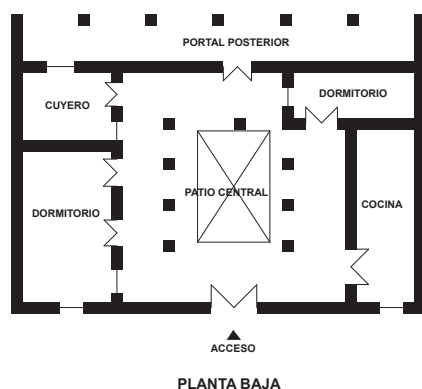 PORTAL POSTERIOR
DORMITORIO
CUYERO
PATIO CENTRAL
DORMITORIO
COCINA
ACCESO
PLANTA BAJA